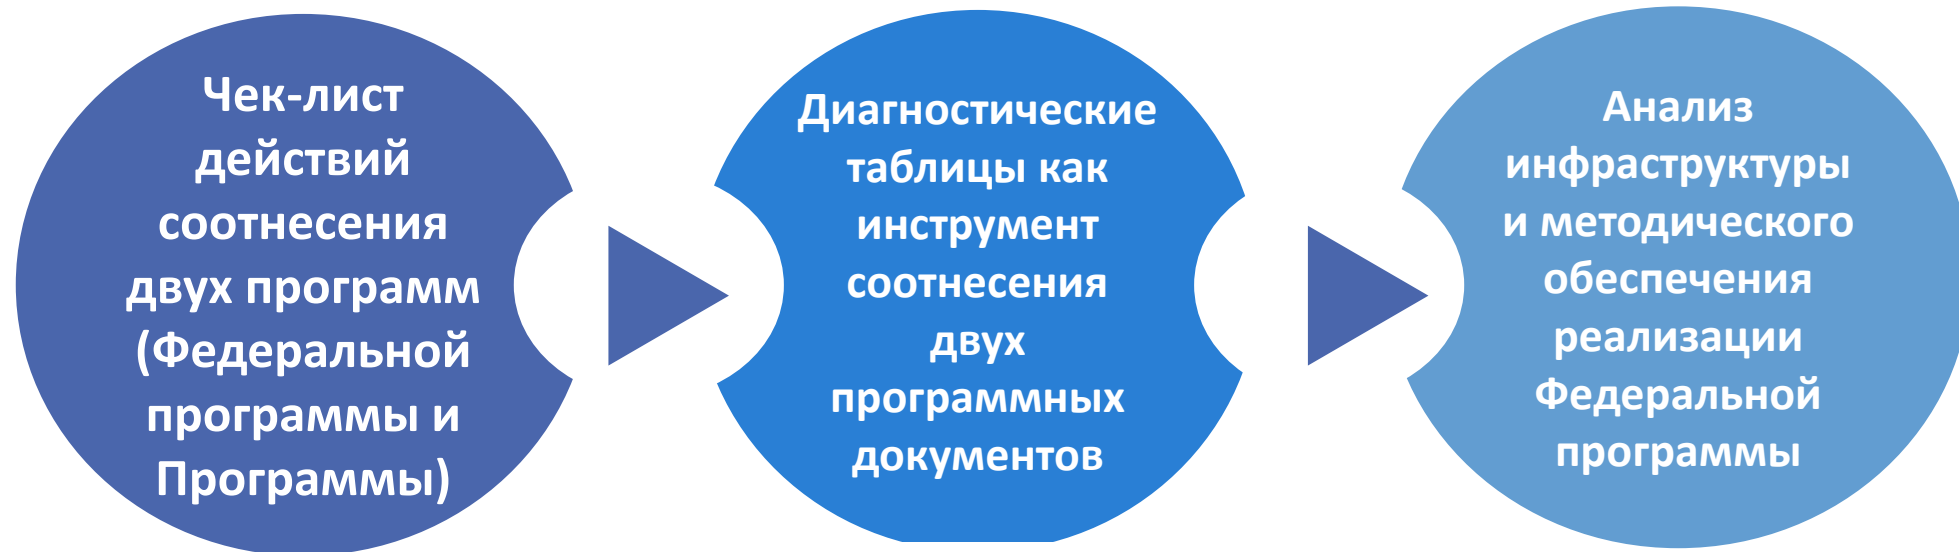 Чек-лист
действий
соотнесения
двух программ
(Федеральной
программы и
Программы)
Диагностические
таблицы как
инструмент
соотнесения
двух
программных
документов
Анализ
инфраструктуры
и методического
обеспечения
реализации
Федеральной
программы